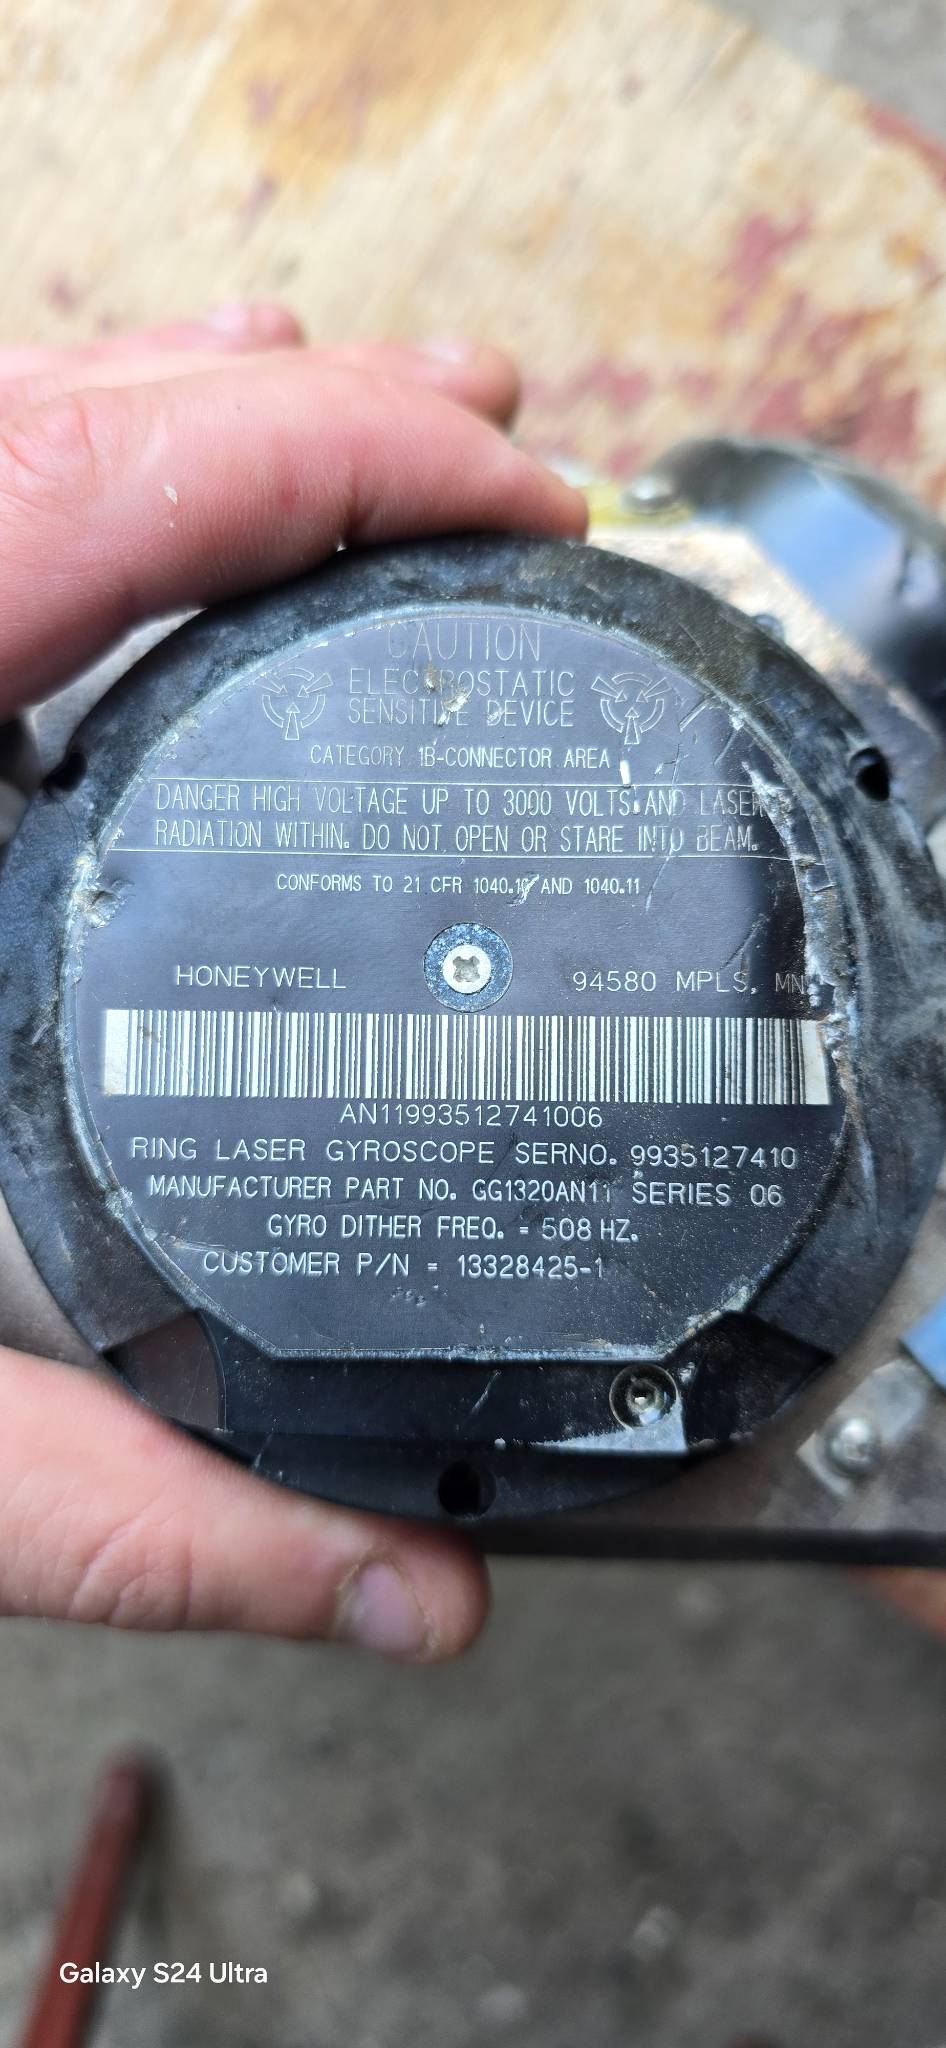 CAUTION
ELECTROSTATIC
SENSITIVE DEVICE
CATEGORY 1B-CONNECTOR AREA
DANGER HIGH VOLTAGE UP TO 3000 VOLTS AND LASER
RADIATION WITHIN. DO NOT OPEN OR STARE INTO BEAM.
CONFORMS TO 21 CFR 1040.10 AND 1040.11
HONEYWELL 94580 MPLS, MN
AN11993512741006
RING LASER GYROSCOPE SERNO. 9935127410
MANUFACTURER PART NO. GG1320AN11 SERIES 06
GYRO DITHER FREQ. = 508 HZ.
CUSTOMER P/N = 13328425-1
Galaxy S24 Ultra